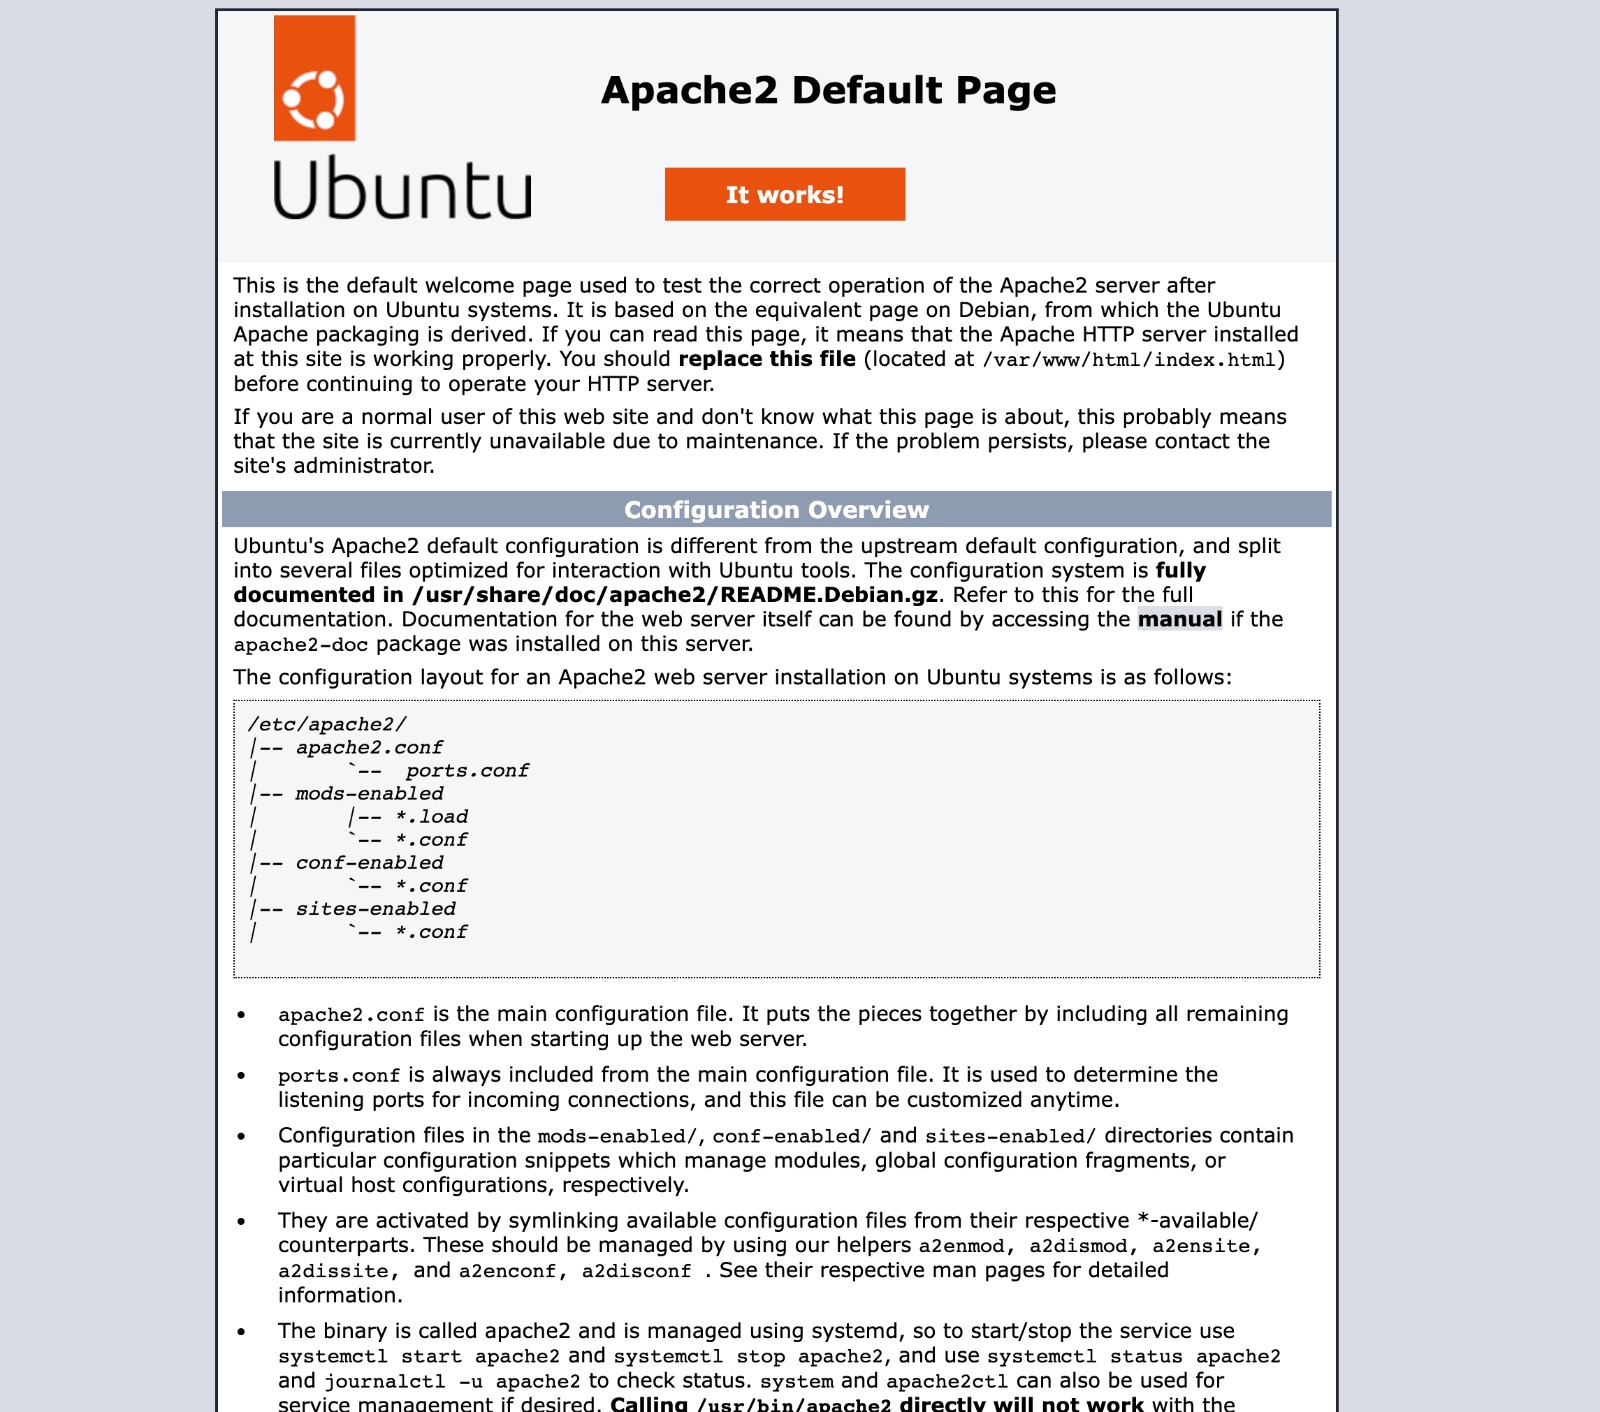 Apache2 Default Page
Ubuntu
It works!
This is the default welcome page used to test the correct operation of the Apache2 server after
installation on Ubuntu systems. It is based on the equivalent page on Debian, from which the Ubuntu
Apache packaging is derived. If you can read this page, it means that the Apache HTTP server installed
at this site is working properly. You should replace this file (located at /var/www/html/index.html)
before continuing to operate your HTTP server.
If you are a normal user of this web site and don't know what this page is about, this probably means
that the site is currently unavailable due to maintenance. If the problem persists, please contact the
site's administrator.
Configuration Overview
Ubuntu's Apache2 default configuration is different from the upstream default configuration, and split
into several files optimized for interaction with Ubuntu tools. The configuration system is fully
documented in /usr/share/doc/apache2/README.Debian.gz. Refer to this for the full
documentation. Documentation for the web server itself can be found by accessing the manual if the
apache2-doc package was installed on this server.
The configuration layout for an Apache2 web server installation on Ubuntu systems is as follows:
/etc/apache2/
|-- apache2.conf
|       `--  ports.conf
|-- mods-enabled
|       |-- *.load
|       `-- *.conf
|-- conf-enabled
|       `-- *.conf
|-- sites-enabled
|       `-- *.conf
• apache2.conf is the main configuration file. It puts the pieces together by including all remaining
configuration files when starting up the web server.
• ports.conf is always included from the main configuration file. It is used to determine the
listening ports for incoming connections, and this file can be customized anytime.
• Configuration files in the mods-enabled/, conf-enabled/ and sites-enabled/ directories contain
particular configuration snippets which manage modules, global configuration fragments, or
virtual host configurations, respectively.
• They are activated by symlinking available configuration files from their respective *-available/
counterparts. These should be managed by using our helpers a2enmod, a2dismod, a2ensite,
a2dissite, and a2enconf, a2disconf . See their respective man pages for detailed
information.
• The binary is called apache2 and is managed using systemd, so to start/stop the service use
systemctl start apache2 and systemctl stop apache2, and use systemctl status apache2
and journalctl -u apache2 to check status. system and apache2ctl can also be used for
service management if desired. Calling /usr/bin/apache2 directly will not work with the